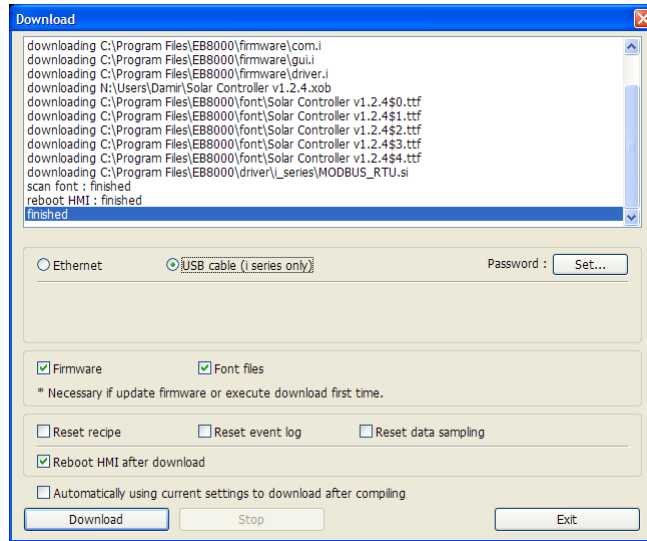 Download
downloading C:\Program Files\EB8000\firmware\com.i
downloading C:\Program Files\EB8000\firmware\gui.i
downloading C:\Program Files\EB8000\firmware\driver.i
downloading N:\Users\Damir\Solar Controller v1.2.4.xob
downloading C:\Program Files\EB8000\font\Solar Controller v1.2.4$0.ttf
downloading C:\Program Files\EB8000\font\Solar Controller v1.2.4$1.ttf
downloading C:\Program Files\EB8000\font\Solar Controller v1.2.4$2.ttf
downloading C:\Program Files\EB8000\font\Solar Controller v1.2.4$3.ttf
downloading C:\Program Files\EB8000\font\Solar Controller v1.2.4$4.ttf
downloading C:\Program Files\EB8000\driver\i_series\MODBUS_RTU.si
scan font : finished
reboot HMI : finished
finished
Ethernet USB cable (i series only) Password : Set...
Firmware Font files
* Necessary if update firmware or execute download first time.
Reset recipe Reset event log Reset data sampling
Reboot HMI after download
Automatically using current settings to download after compiling
Download Stop Exit